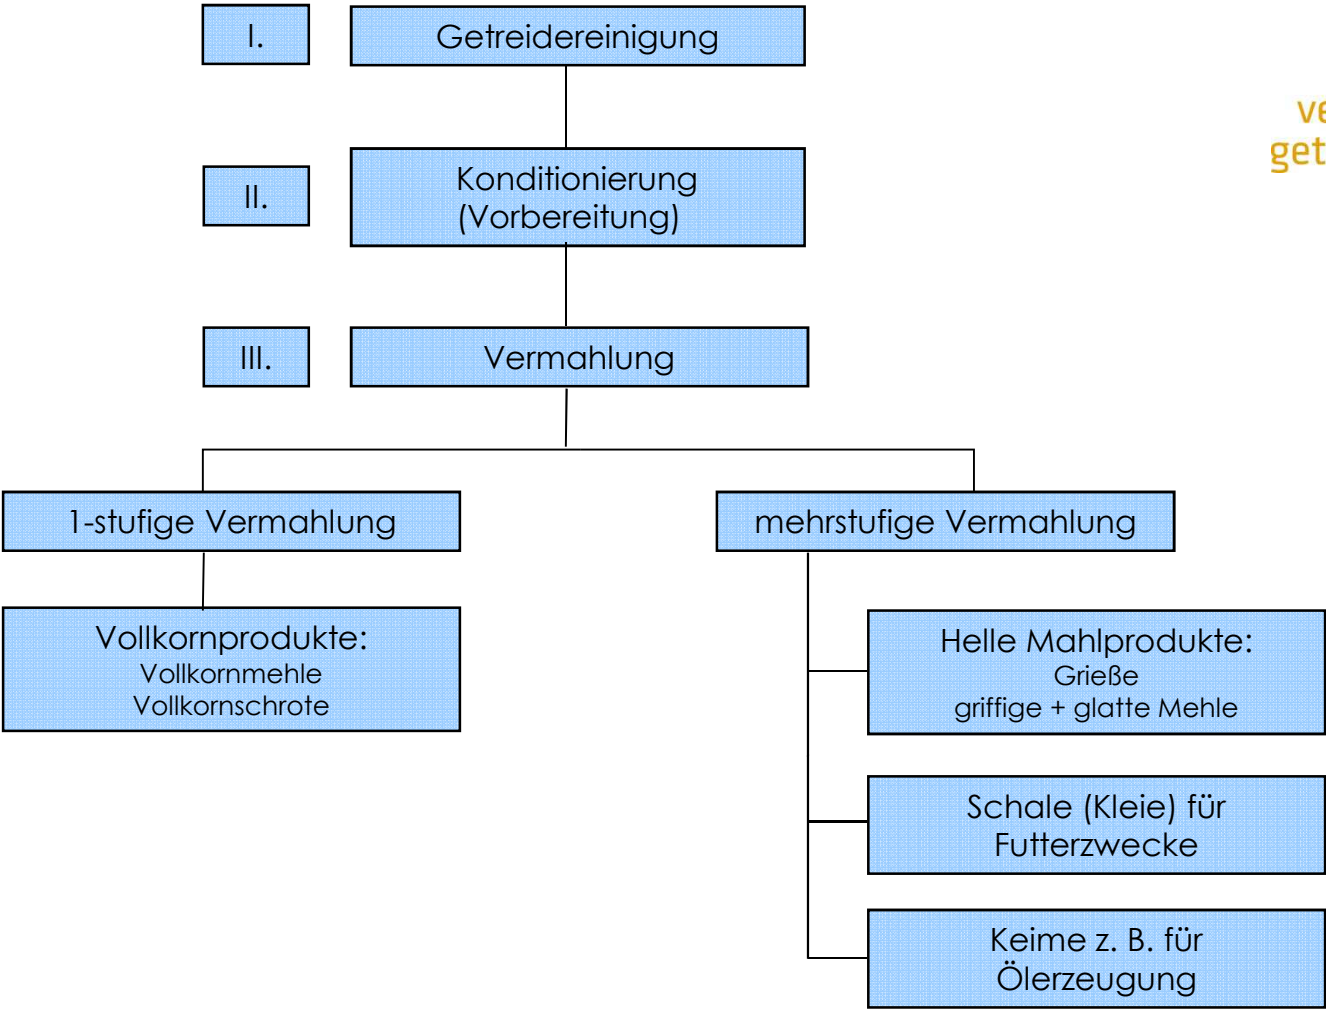 I.
Getreidereinigung
II.
Konditionierung
(Vorbereitung)
III.
Vermahlung
1-stufige Vermahlung
mehrstufige Vermahlung
Vollkornprodukte:
Vollkornmehle
Vollkornschrote
Helle Mahlprodukte:
Grieße
griffige + glatte Mehle
Schale (Kleie) für
Futterzwecke
Keime z. B. für
Ölerzeugung